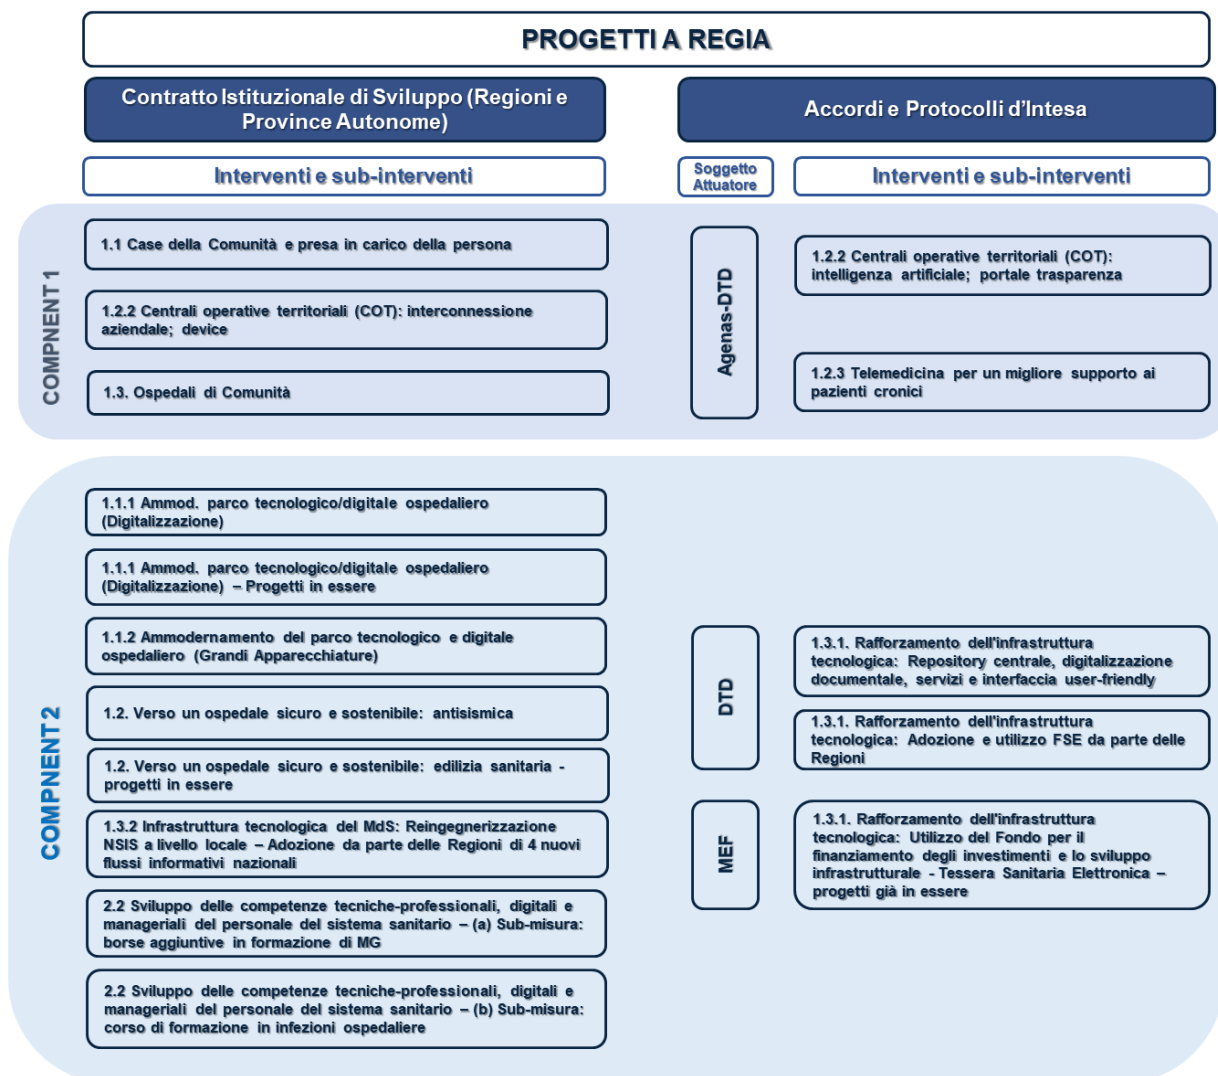 PROGETTI A REGIA
Contratto Istituzionale di Sviluppo (Regioni e
Province Autonome)
Accordi e Protocolli d'Intesa
Interventi e sub-interventi
Soggetto
Attuatore
Interventi e sub-interventi
COMPNENT 1
1.1 Case della Comunità e presa in carico della persona
1.2.2 Centrali operative territoriali (COT): interconnessione
aziendale; device
1.3. Ospedali di Comunità
Agenas-DTD
1.2.2 Centrali operative territoriali (COT):
intelligenza artificiale; portale trasparenza
1.2.3 Telemedicina per un migliore supporto ai
pazienti cronici
COMPNENT 2
1.1.1 Ammod. parco tecnologico/digitale ospedaliero
(Digitalizzazione)
1.1.1 Ammod. parco tecnologico/digitale ospedaliero
(Digitalizzazione) – Progetti in essere
1.1.2 Ammodernamento del parco tecnologico e digitale
ospedaliero (Grandi Apparecchiature)
1.2. Verso un ospedale sicuro e sostenibile: antisismica
1.2. Verso un ospedale sicuro e sostenibile: edilizia sanitaria -
progetti in essere
1.3.2 Infrastruttura tecnologica del MdS: Reingegnerizzazione
NSIS a livello locale – Adozione da parte delle Regioni di 4 nuovi
flussi informativi nazionali
2.2 Sviluppo delle competenze tecniche-professionali, digitali e
manageriali del personale del sistema sanitario – (a) Sub-misura:
borse aggiuntive in formazione di MG
2.2 Sviluppo delle competenze tecniche-professionali, digitali e
manageriali del personale del sistema sanitario – (b) Sub-misura:
corso di formazione in infezioni ospedaliere
DTD
1.3.1. Rafforzamento dell'infrastruttura
tecnologica: Repository centrale, digitalizzazione
documentale, servizi e interfaccia user-friendly
1.3.1. Rafforzamento dell'infrastruttura
tecnologica: Adozione e utilizzo FSE da parte delle
Regioni
MEF
1.3.1. Rafforzamento dell'infrastruttura
tecnologica: Utilizzo del Fondo per il
finanziamento degli investimenti e lo sviluppo
infrastrutturale - Tessera Sanitaria Elettronica –
progetti già in essere